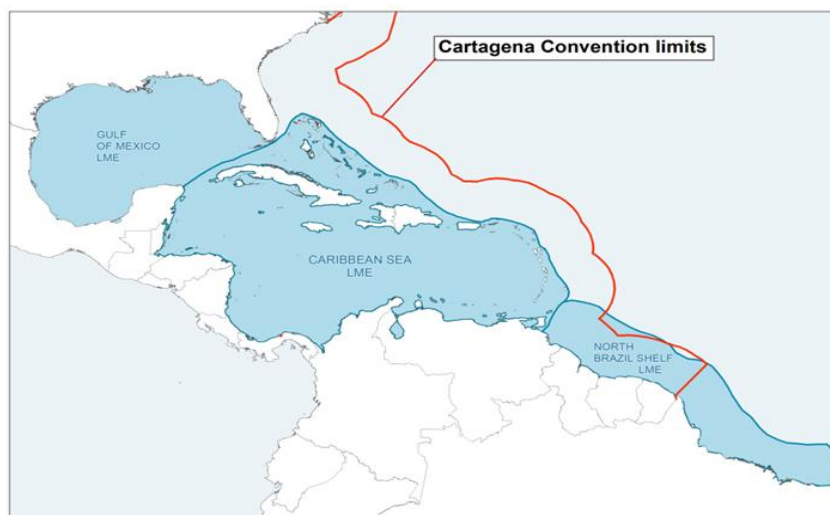 Cartagena Convention limits
GULF
OF MEXICO
LME
CARIBBEAN SEA
LME
NORTH
BRAZIL SHELF
LME